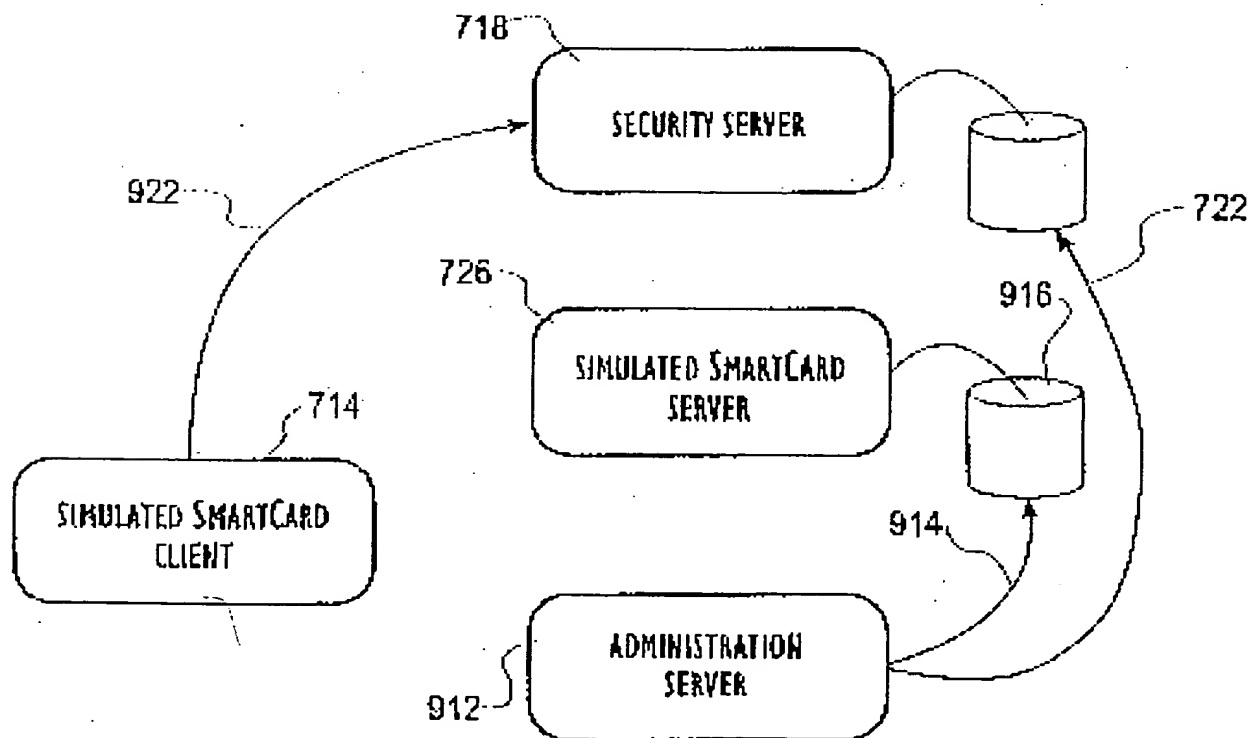 718
SECURITY SERVER
922
722
726
916
SIMULATED SMARTCARD
SERVER
714
SIMULATED SMARTCARD
CLIENT
914
ADMINISTRATION
SERVER
912